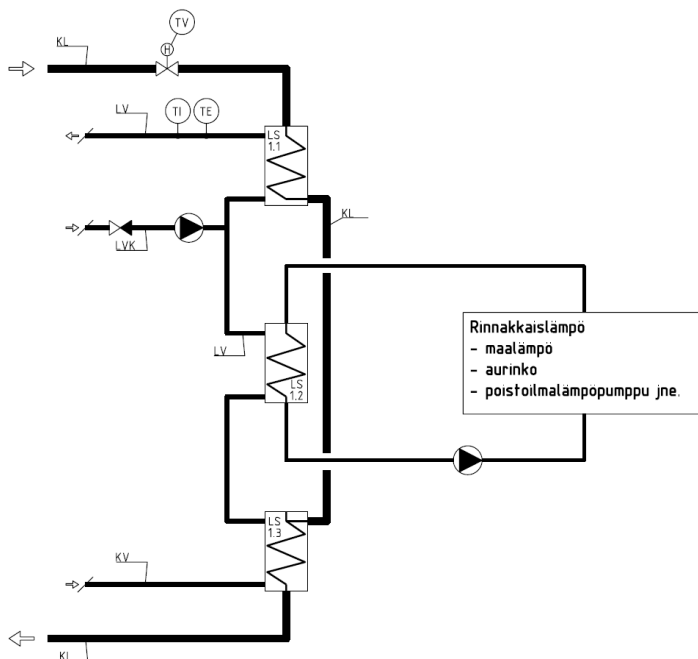 TV
H
KL
LV
TI
TE
LS
1.1
KL
LVK
Rinnakkaislämpö
- maalämpö
- aurinko
- poistoilmalämpöpumppu jne.
LV
LS
1.2
LS
1.3
KV
KL